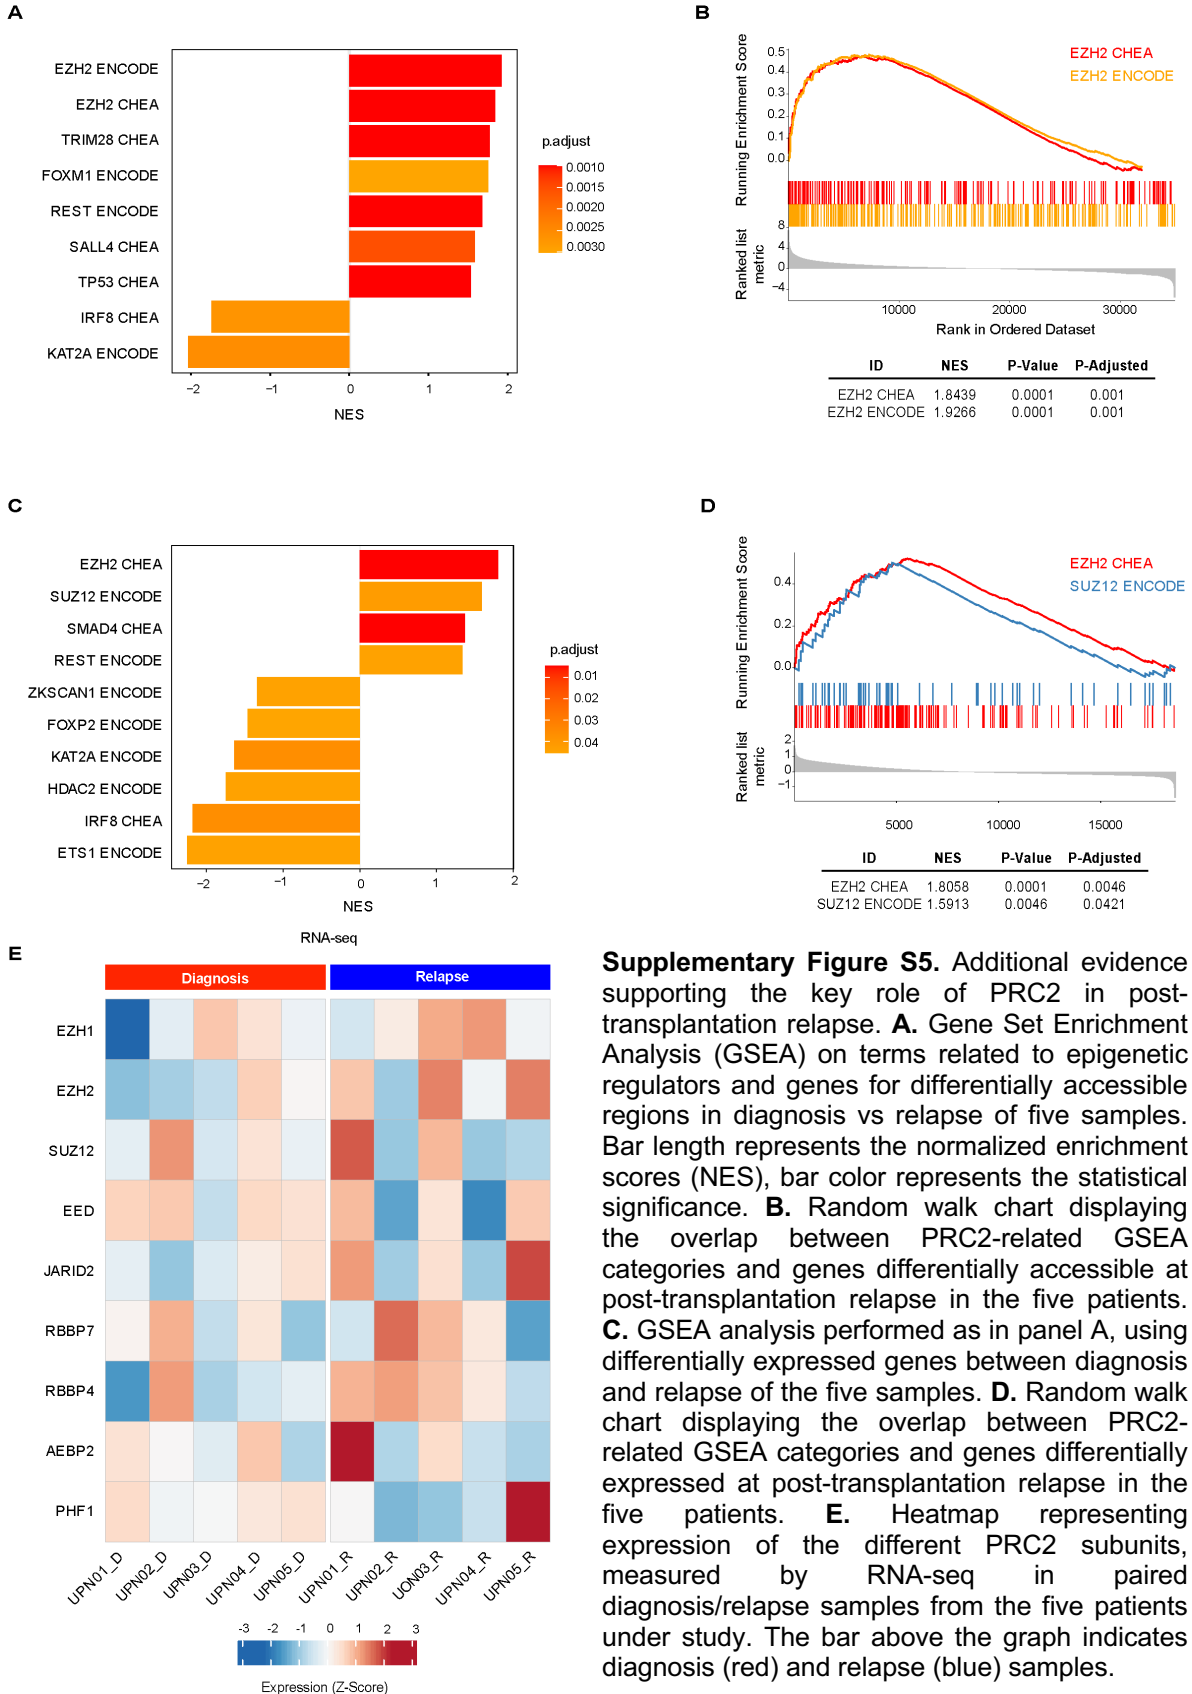 A
EZH2 ENCODE
EZH2 CHEA
TRIM28 CHEA
FOXM1 ENCODE
REST ENCODE
SALL4 CHEA
TP53 CHEA
IRF8 CHEA
KAT2A ENCODE
−2 −1 0 1 2
NES
p.adjust
0.0010
0.0015
0.0020
0.0025
0.0030
B
Running Enrichment Score
0.5
0.4
0.3
0.2
0.1
0.0
EZH2 CHEA
EZH2 ENCODE
Ranked list
metric
8
4
0
−4
10000 20000 30000
Rank in Ordered Dataset
ID NES P-Value P-Adjusted
EZH2 CHEA 1.8439 0.0001 0.001
EZH2 ENCODE 1.9266 0.0001 0.001
C
EZH2 CHEA
SUZ12 ENCODE
SMAD4 CHEA
REST ENCODE
ZKSCAN1 ENCODE
FOXP2 ENCODE
KAT2A ENCODE
HDAC2 ENCODE
IRF8 CHEA
ETS1 ENCODE
−2 −1 0 1 2
NES
p.adjust
0.01
0.02
0.03
0.04
D
Running Enrichment Score
0.4
0.2
0.0
EZH2 CHEA
SUZ12 ENCODE
Ranked list
metric
2
1
0
−1
5000 10000 15000
ID NES P-Value P-Adjusted
EZH2 CHEA 1.8058 0.0001 0.0046
SUZ12 ENCODE 1.5913 0.0046 0.0421
E
RNA-seq
Diagnosis Relapse
EZH1
EZH2
SUZ12
EED
JARID2
RBBP7
RBBP4
AEBP2
PHF1
UPN01_D UPN02_D UPN03_D UPN04_D UPN05_D UPN01_R UPN02_R UON03_R UPN04_R UPN05_R
-3 -2 -1 0 1 2 3
Expression (Z-Score)
Supplementary Figure S5. Additional evidence
supporting the key role of PRC2 in post-
transplantation relapse. A. Gene Set Enrichment
Analysis (GSEA) on terms related to epigenetic
regulators and genes for differentially accessible
regions in diagnosis vs relapse of five samples.
Bar length represents the normalized enrichment
scores (NES), bar color represents the statistical
significance. B. Random walk chart displaying
the overlap between PRC2-related GSEA
categories and genes differentially accessible at
post-transplantation relapse in the five patients.
C. GSEA analysis performed as in panel A, using
differentially expressed genes between diagnosis
and relapse of the five samples. D. Random walk
chart displaying the overlap between PRC2-
related GSEA categories and genes differentially
expressed at post-transplantation relapse in the
five patients. E. Heatmap representing
expression of the different PRC2 subunits,
measured by RNA-seq in paired
diagnosis/relapse samples from the five patients
under study. The bar above the graph indicates
diagnosis (red) and relapse (blue) samples.